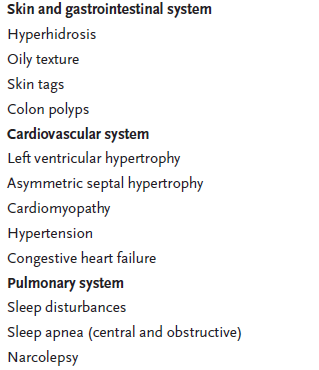 Skin and gastrointestinal system
Hyperhidrosis
Oily texture
Skin tags
Colon polyps
Cardiovascular system
Left ventricular hypertrophy
Asymmetric septal hypertrophy
Cardiomyopathy
Hypertension
Congestive heart failure
Pulmonary system
Sleep disturbances
Sleep apnea (central and obstructive)
Narcolepsy